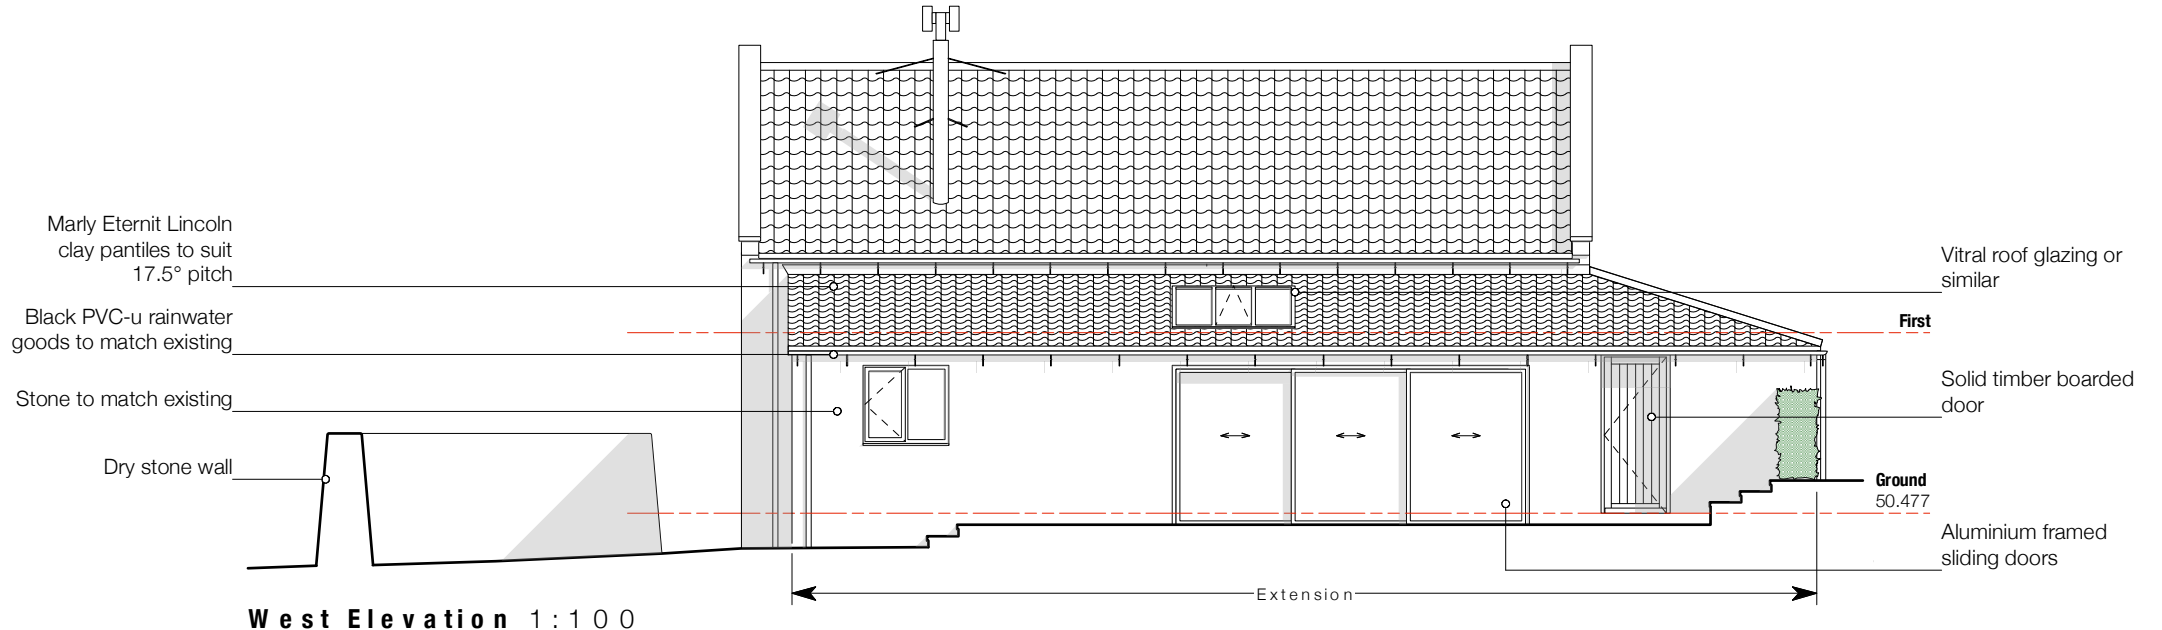 Marly Eternit Lincoln
clay pantiles to suit
17.5° pitch
Black PVC-u rainwater
goods to match existing
Stone to match existing
Dry stone wall
Vitral roof glazing or
similar
First
Solid timber boarded
door
Ground
50.477
Aluminium framed
sliding doors
Extension
West Elevation 1:100